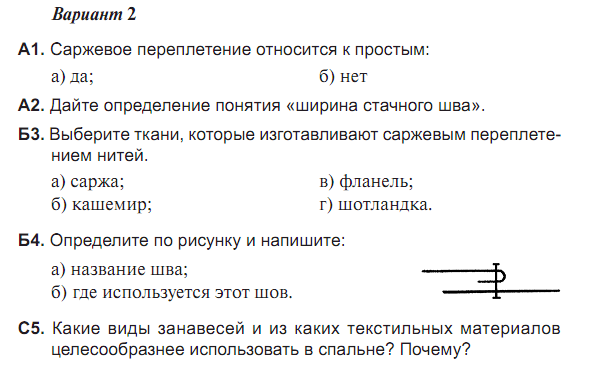 Вариант 2
А1. Саржевое переплетение относится к простым:
а) да; б) нет
А2. Дайте определение понятия «ширина стачного шва».
Б3. Выберите ткани, которые изготавливают саржевым переплете-
нием нитей.
а) саржа; в) фланель;
б) кашемир; г) шотландка.
Б4. Определите по рисунку и напишите:
а) название шва;
б) где используется этот шов.
С5. Какие виды занавесей и из каких текстильных материалов
целесообразнее использовать в спальне? Почему?